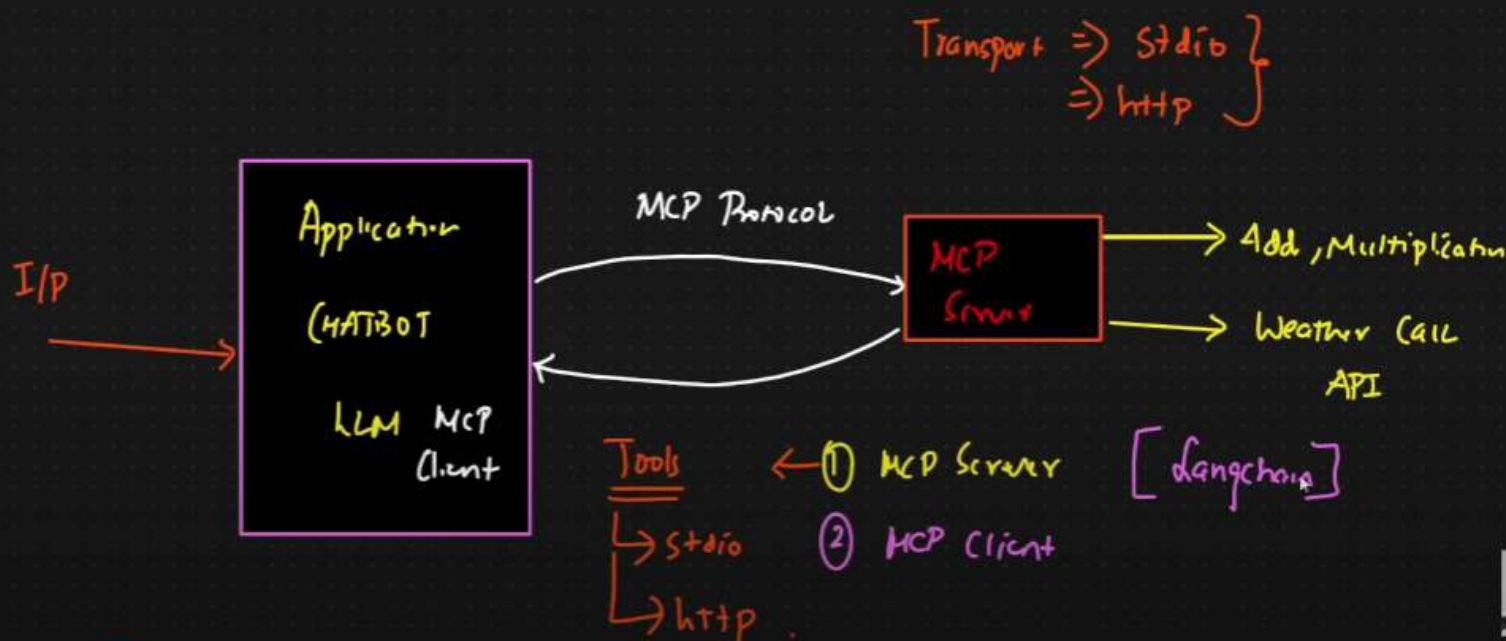 Transport => Stdio
=> http
I/P
Application
CHATBOT
LLM MCP
Client
MCP Protocol
MCP
Server
Add, Multiplication
Weather Call
API
Tools
① MCP Server [Langchain]
stdio
② MCP Client
http.